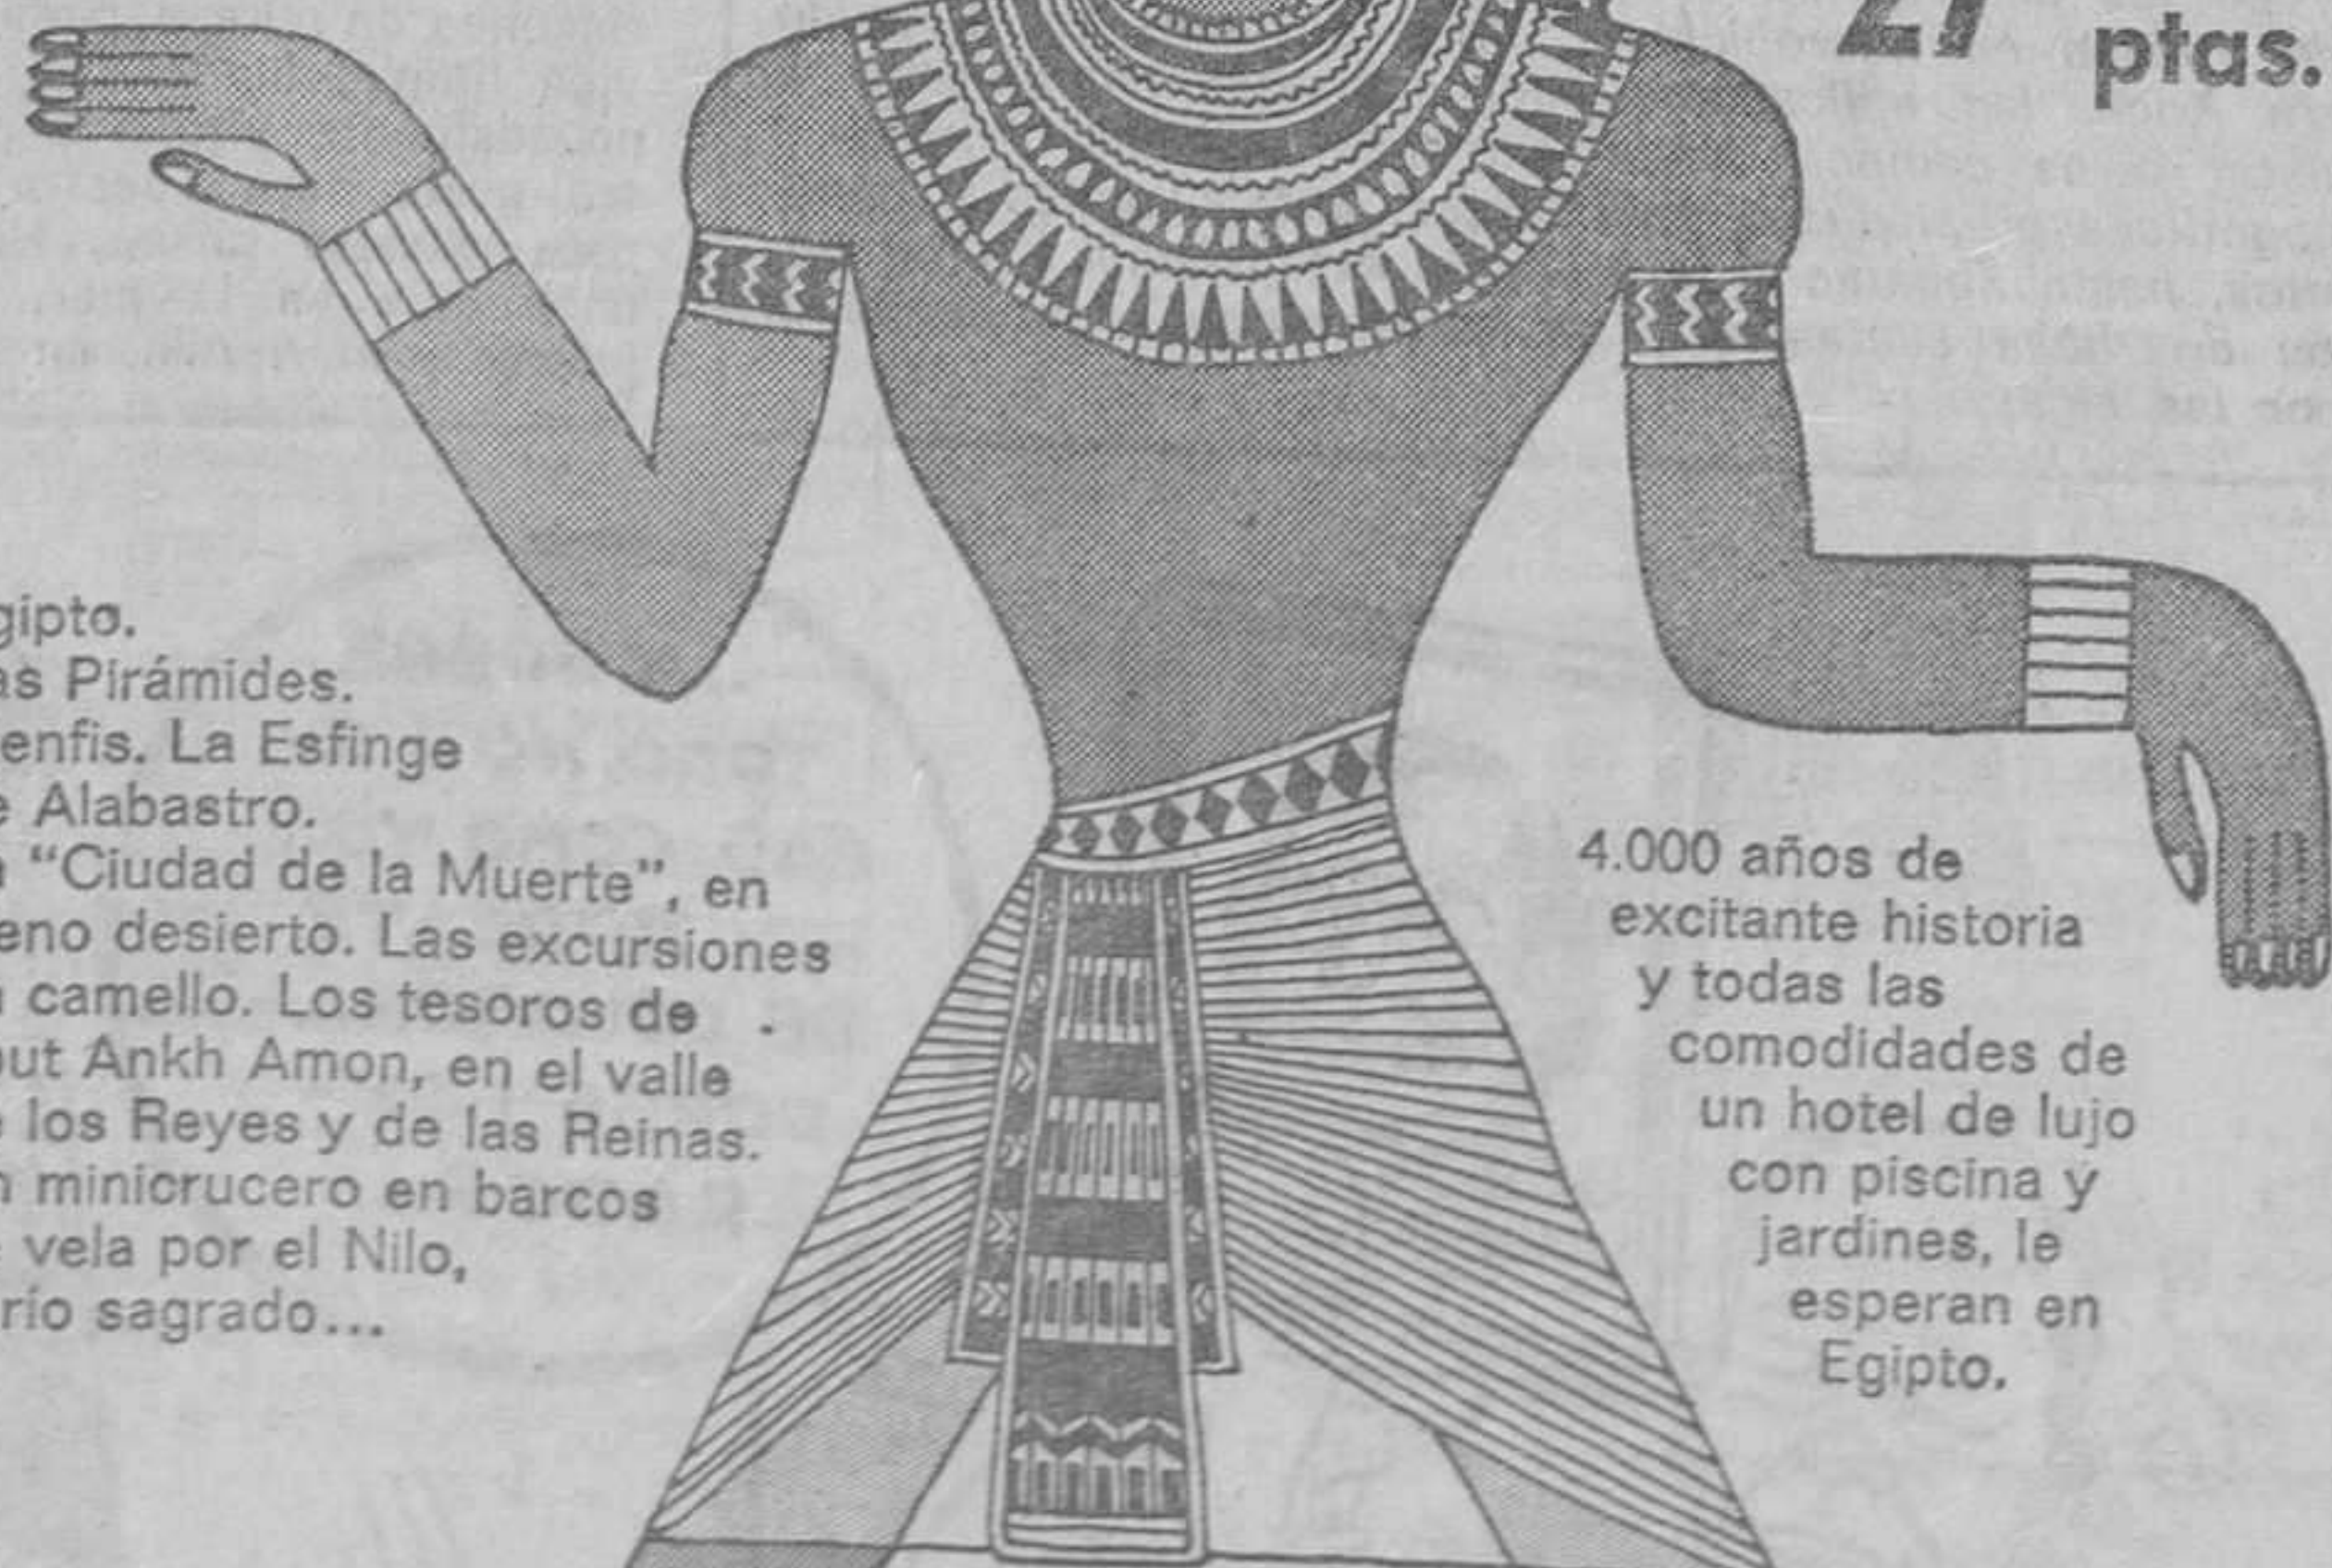 ptas.
gipto.
as Pirámides.
enfis. La Esfinge
e Alabastro.
"Ciudad de la Muerte", en
eno desierto. Las excursiones
camello. Los tesoros de
out Ankh Amon, en el valle
e los Reyes y de las Reinas.
n minicrucero en barcos
vela por el Nilo,
río sagrado...
4.000 años de
excitante historia
y todas las
comodidades de
un hotel de lujo
con piscina y
jardines, le
esperan en
Egipto.